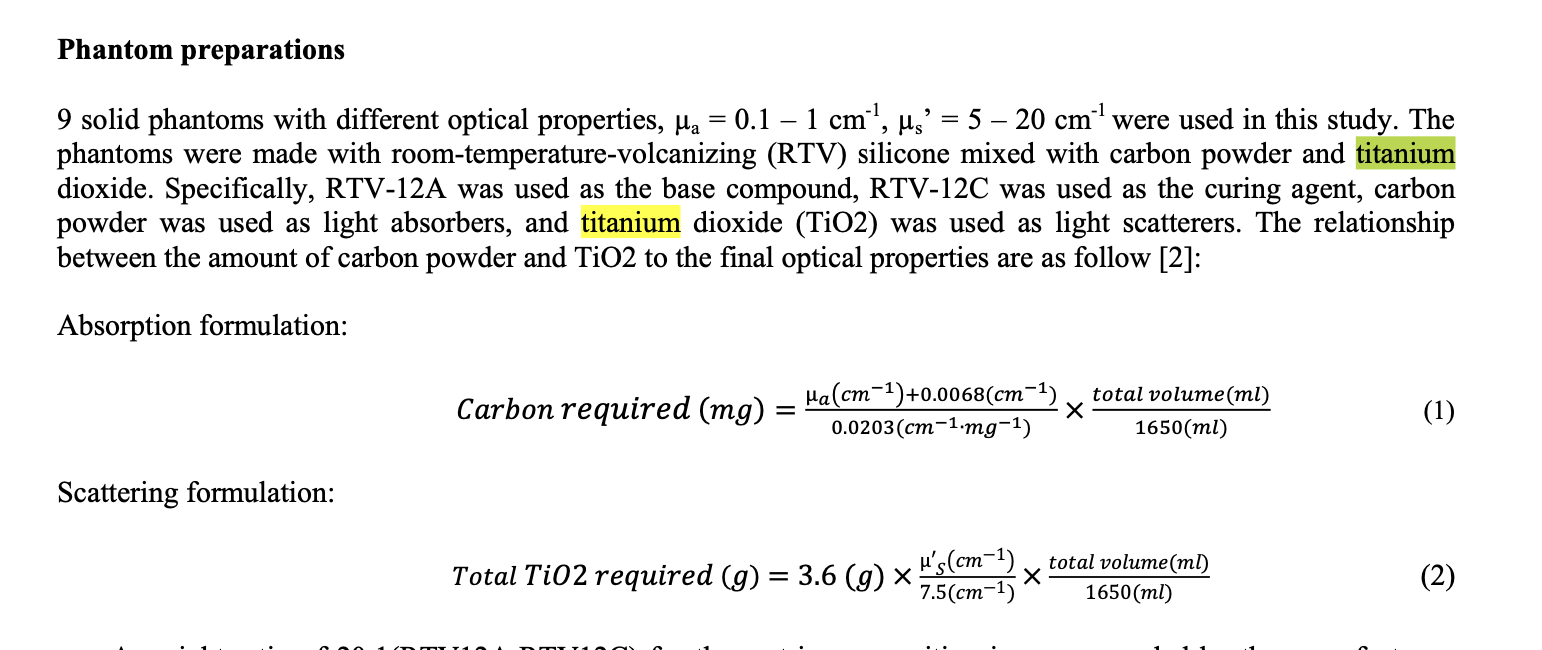 Phantom preparations
9 solid phantoms with different optical properties, μₐ = 0.1 – 1 cm⁻¹, μₛ’ = 5 – 20 cm⁻¹ were used in this study. The
phantoms were made with room-temperature-volcanizing (RTV) silicone mixed with carbon powder and titanium
dioxide. Specifically, RTV-12A was used as the base compound, RTV-12C was used as the curing agent, carbon
powder was used as light absorbers, and titanium dioxide (TiO2) was used as light scatterers. The relationship
between the amount of carbon powder and TiO2 to the final optical properties are as follow [2]:
Absorption formulation:
Carbon required (mg) = μₐ(cm⁻¹)+0.0068(cm⁻¹) / 0.0203(cm⁻¹·mg⁻¹) × total volume(ml) / 1650(ml) (1)
Scattering formulation:
Total TiO2 required (g) = 3.6 (g) × μ′ₛ(cm⁻¹) / 7.5(cm⁻¹) × total volume(ml) / 1650(ml) (2)